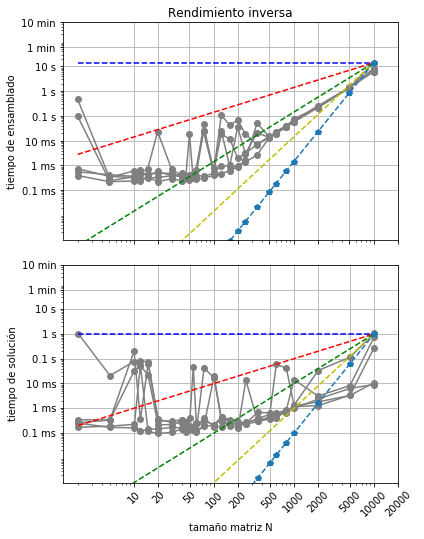 Rendimiento inversa
10 min
1 min
10 s
1 s
0.1 s
10 ms
1 ms
0.1 ms
tiempo de ensamblado
10 min
1 min
10 s
1 s
0.1 s
10 ms
1 ms
0.1 ms
tiempo de solución
10
20
50
100
200
500
1000
2000
5000
10000
20000
tamaño matriz N